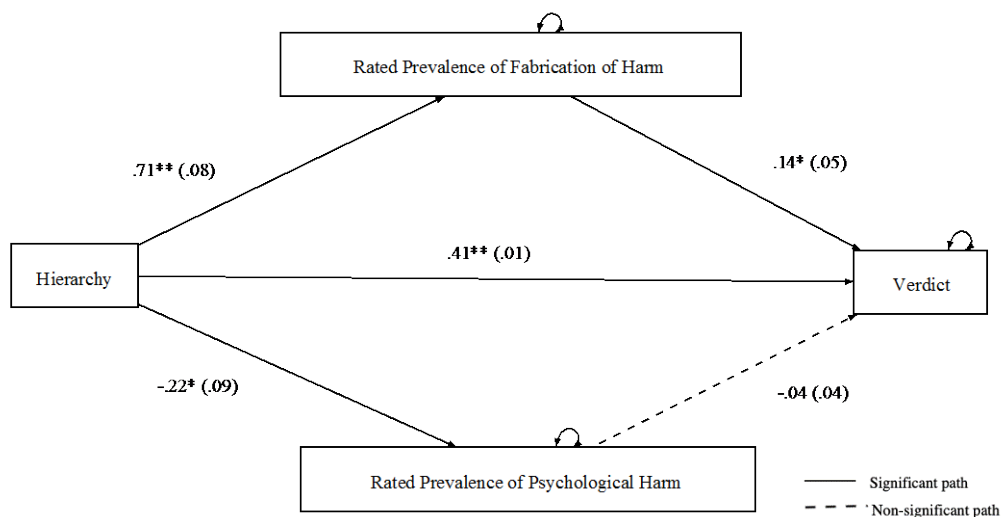 Rated Prevalence of Fabrication of Harm
.71** (.08)
.14* (.05)
.41** (.01)
Hierarchy
Verdict
-.22* (.09)
-.04 (.04)
Rated Prevalence of Psychological Harm
Significant path
Non-significant path